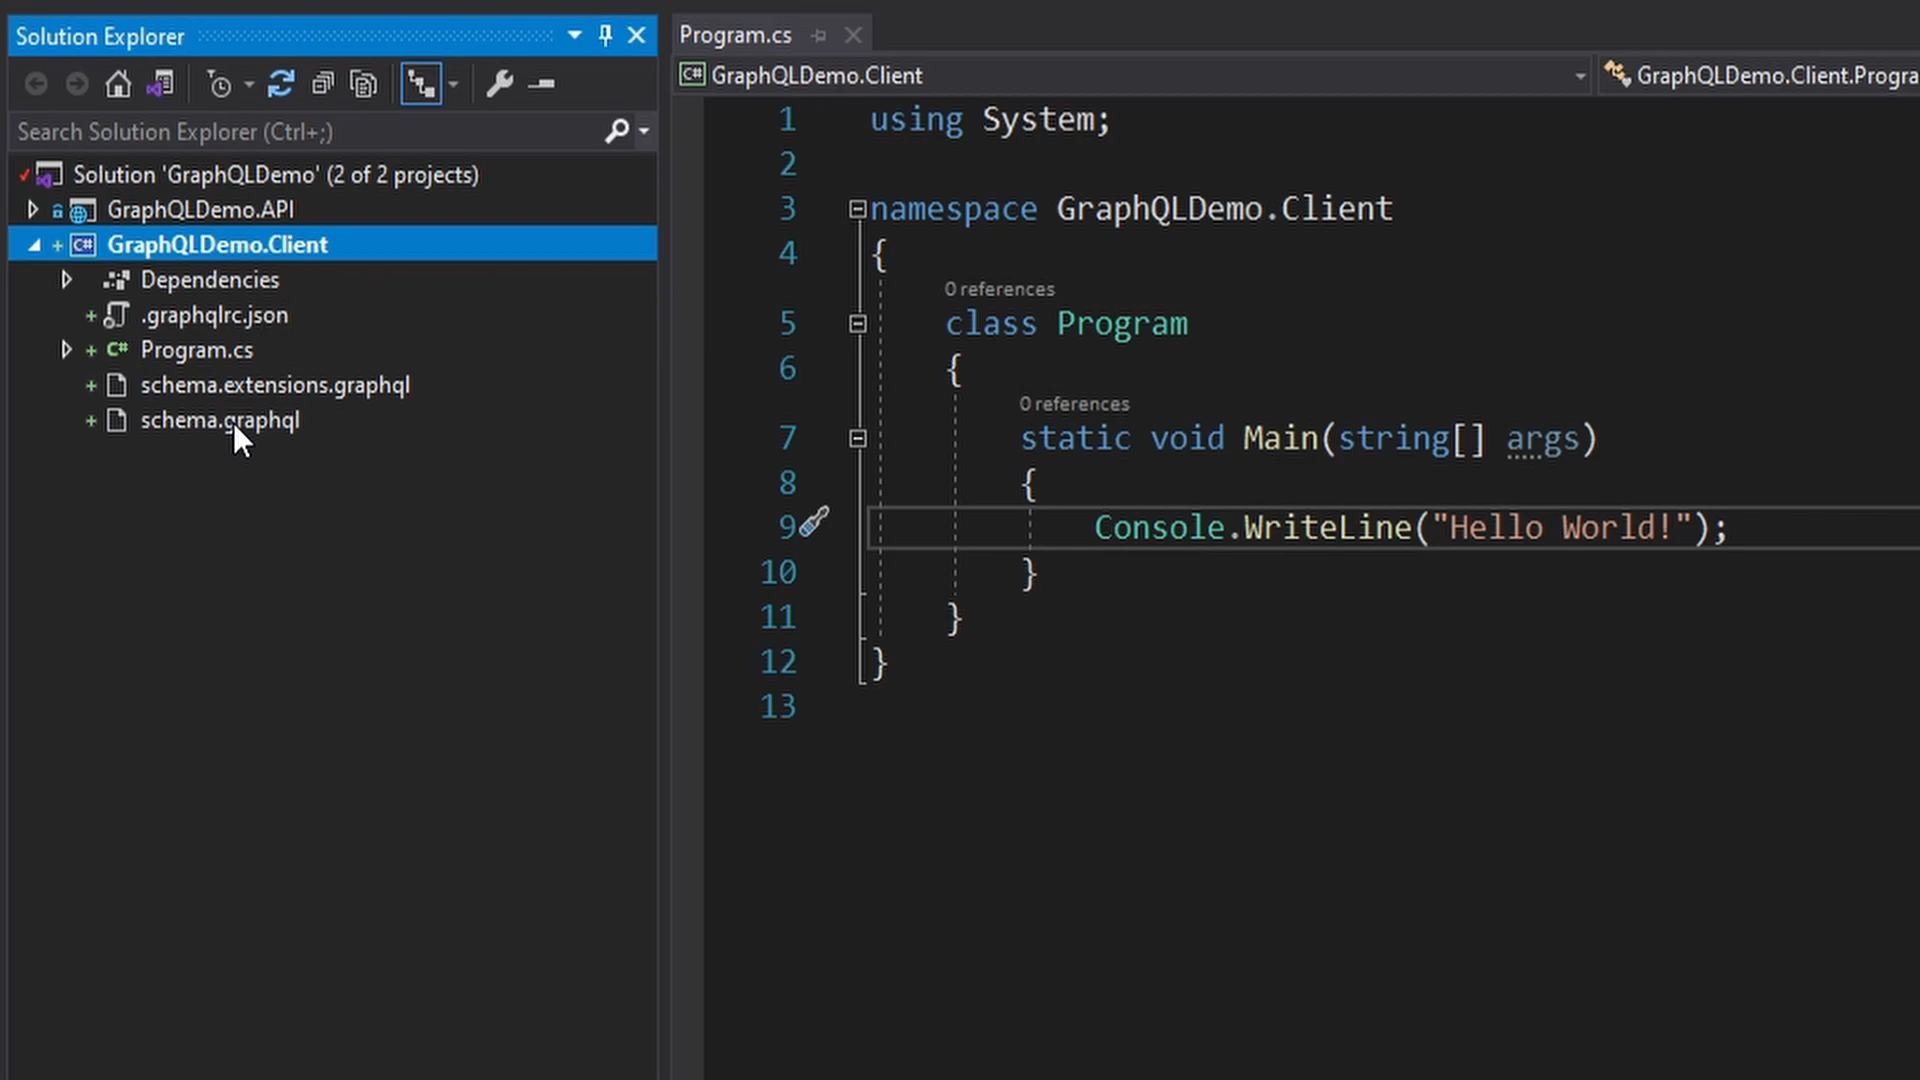 Solution Explorer
Search Solution Explorer (Ctrl+;)
Solution 'GraphQLDemo' (2 of 2 projects)
GraphQLDemo.API
C# GraphQLDemo.Client
Dependencies
.graphqlrc.json
C# Program.cs
schema.extensions.graphql
schema.graphql
Program.cs
C# GraphQLDemo.Client
GraphQLDemo.Client.Progra
1 using System;
2
3 namespace GraphQLDemo.Client
4 {
0 references
5 class Program
6 {
0 references
7 static void Main(string[] args)
8 {
9 Console.WriteLine("Hello World!");
10 }
11 }
12 }
13